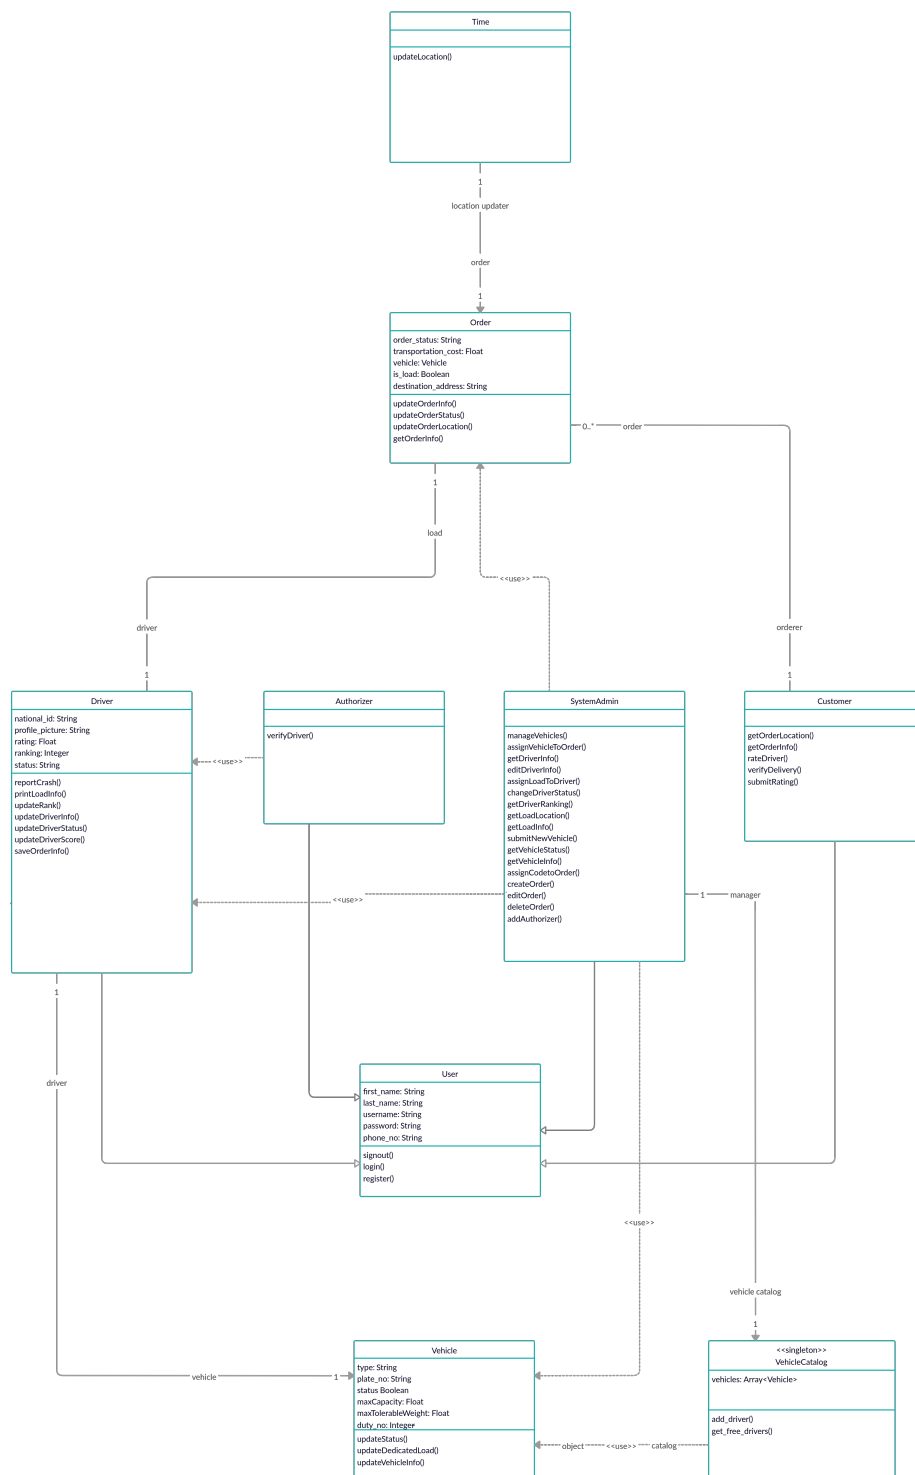 Time
updateLocation()
1
location updater
order
1
Order
order_status: String
transportation_cost: Float
vehicle: Vehicle
is_load: Boolean
destination_address: String
updateOrderInfo()
updateOrderStatus()
updateOrderLocation()
getOrderInfo()
0..*
order
1
load
<<use>>
driver
orderer
1
1
Driver
national_id: String
profile_picture: String
rating: Float
ranking: Integer
status: String
reportCrash()
printLoadInfo()
updateRank()
updateDriverInfo()
updateDriverStatus()
updateDriverScore()
saveOrderInfo()
<<use>>
Authorizer
verifyDriver()
<<use>>
SystemAdmin
manageVehicles()
assignVehicleToOrder()
getDriverInfo()
editDriverInfo()
assignLoadToDriver()
changeDriverStatus()
getDriverRanking()
getLoadLocation()
getLoadInfo()
submitNewVehicle()
getVehicleStatus()
getVehicleInfo()
assignCodetoOrder()
createOrder()
editOrder()
deleteOrder()
addAuthorizer()
Customer
getOrderLocation()
getOrderInfo()
rateDriver()
verifyDelivery()
submitRating()
1
manager
1
driver
User
first_name: String
last_name: String
username: String
password: String
phone_no: String
signout()
login()
register()
<<use>>
vehicle catalog
1
vehicle
1
Vehicle
type: String
plate_no: String
status Boolean
maxCapacity: Float
maxTolerableWeight: Float
duty_no: Integer
updateStatus()
updateDedicatedLoad()
updateVehicleInfo()
object
<<use>>
catalog
<<singleton>>
VehicleCatalog
vehicles: Array<Vehicle>
add_driver()
get_free_drivers()